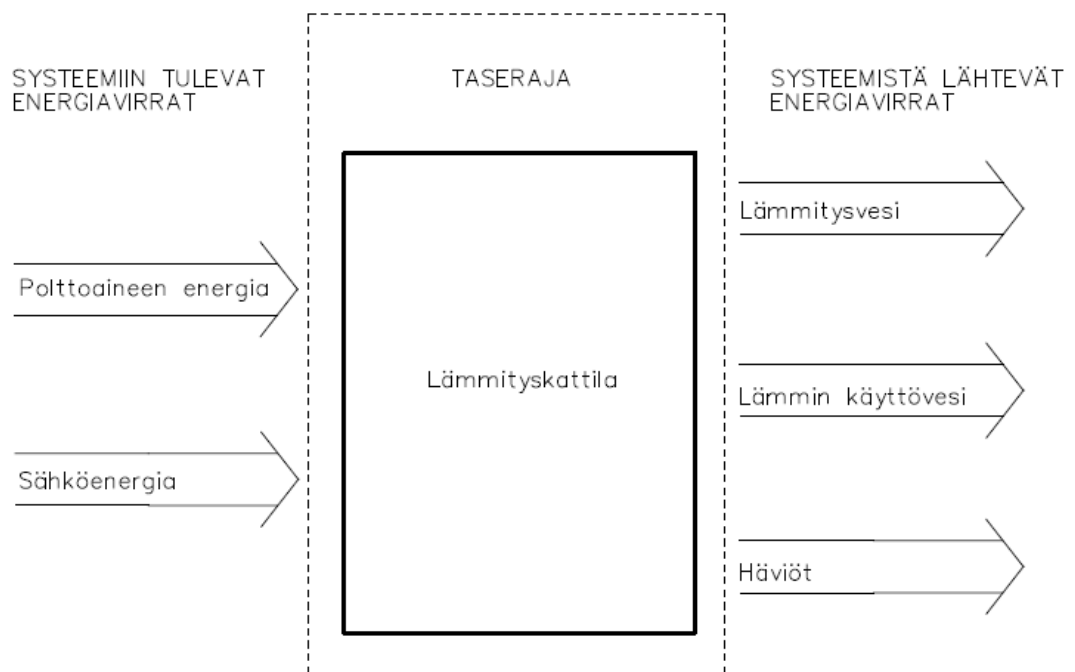 SYSTEEMIIN TULEVAT
ENERGIAVIRRAT
TASERAJA
SYSTEEMISTÄ LÄHTEVÄT
ENERGIAVIRRAT
Polttoaineen energia
Sähköenergia
Lämmityskattila
Lämmitysvesi
Lämmin käyttövesi
Häviöt